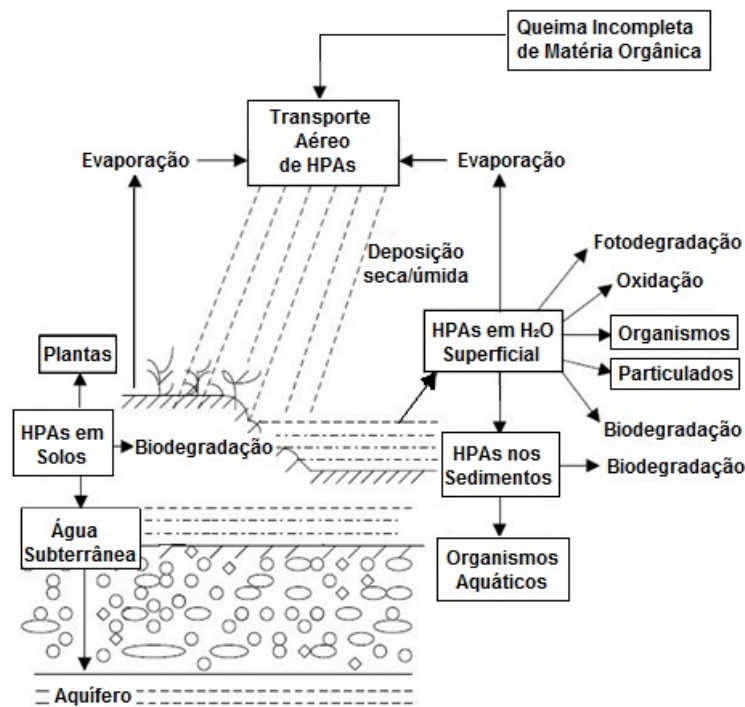 Queima Incompleta
de Matéria Orgânica
Transporte
Aéreo
de HPAs
Evaporação
Evaporação
Deposição
seca/úmida
Fotodegradação
Oxidação
HPAs em H₂O
Superficial
Organismos
Particulados
Biodegradação
Plantas
HPAs em
Solos
Biodegradação
HPAs nos
Sedimentos
Biodegradação
Água
Subterrânea
Organismos
Aquáticos
Aquífero